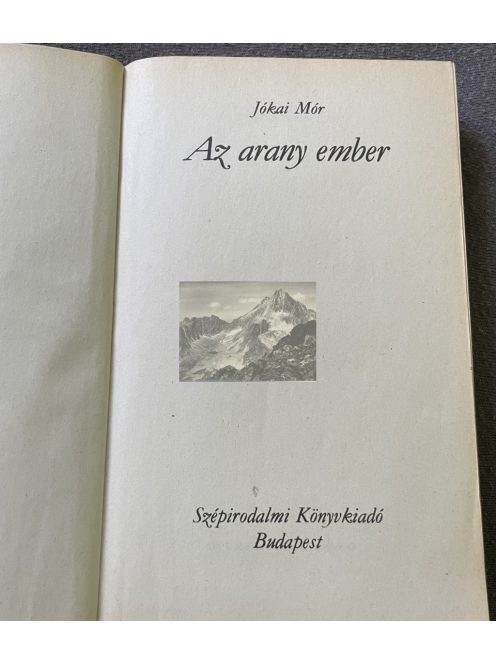 Jókai Mór
Az arany ember
Szépirodalmi Könyvkiadó
Budapest